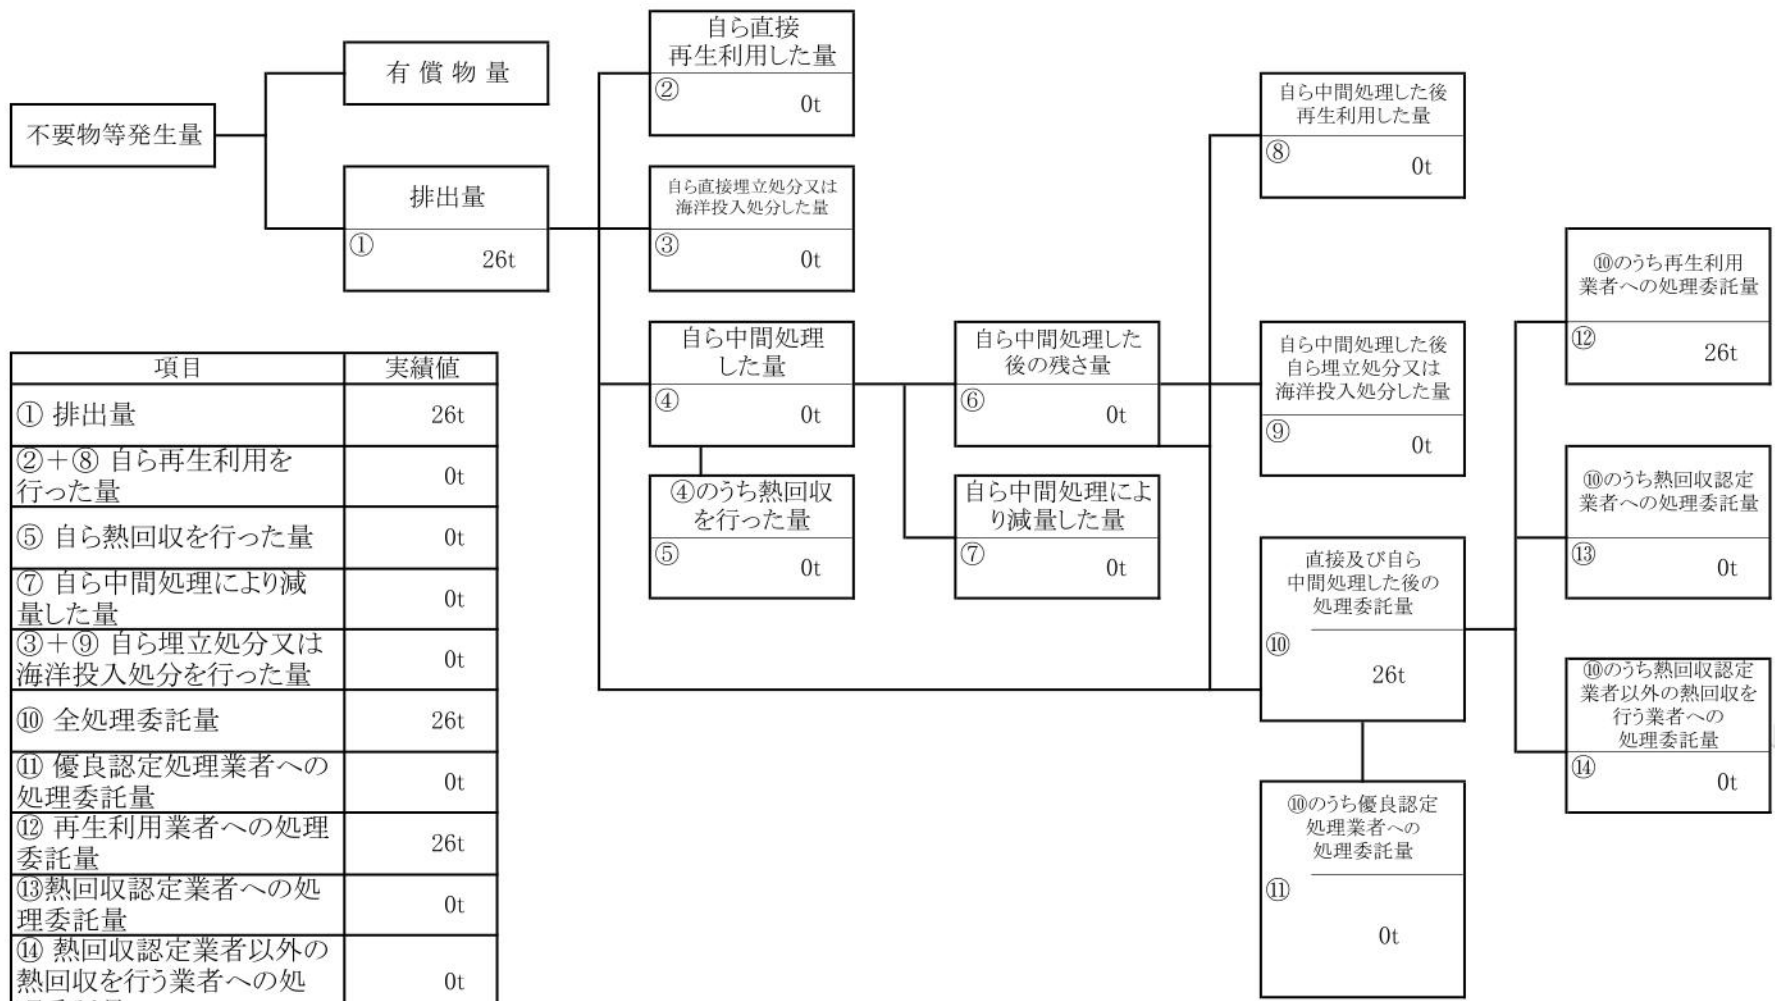 不要物等発生量
有償物量
排出量
①
26t
自ら直接
再生利用した量
②
0t
自ら直接埋立処分又は
海洋投入処分した量
③
0t
自ら中間処理
した量
④
0t
④のうち熱回収
を行った量
⑤
0t
自ら中間処理した
後の残さ量
⑥
0t
自ら中間処理によ
り減量した量
⑦
0t
自ら中間処理した後
再生利用した量
⑧
0t
自ら中間処理した後
自ら埋立処分又は
海洋投入処分した量
⑨
0t
直接及び自ら
中間処理した後の
処理委託量
⑩
26t
⑩のうち優良認定
処理業者への
処理委託量
⑪
0t
⑩のうち再生利用
業者への処理委託量
⑫
26t
⑩のうち熱回収認定
業者への処理委託量
⑬
0t
⑩のうち熱回収認定
業者以外の熱回収を
行う業者への
処理委託量
⑭
0t
項目 実績値
① 排出量 26t
②+⑧ 自ら再生利用を
行った量 0t
⑤ 自ら熱回収を行った量 0t
⑦ 自ら中間処理により減
量した量 0t
③+⑨ 自ら埋立処分又は
海洋投入処分を行った量 0t
⑩ 全処理委託量 26t
⑪ 優良認定処理業者への
処理委託量 0t
⑫ 再生利用業者への処理
委託量 26t
⑬熱回収認定業者への処
理委託量 0t
⑭ 熱回収認定業者以外の
熱回収を行う業者への処 0t